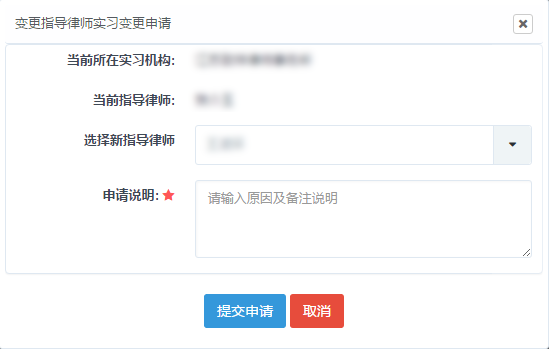 变更指导律师实习变更申请
当前所在实习机构:
当前指导律师:
选择新指导律师
申请说明:
请输入原因及备注说明
提交申请 取消